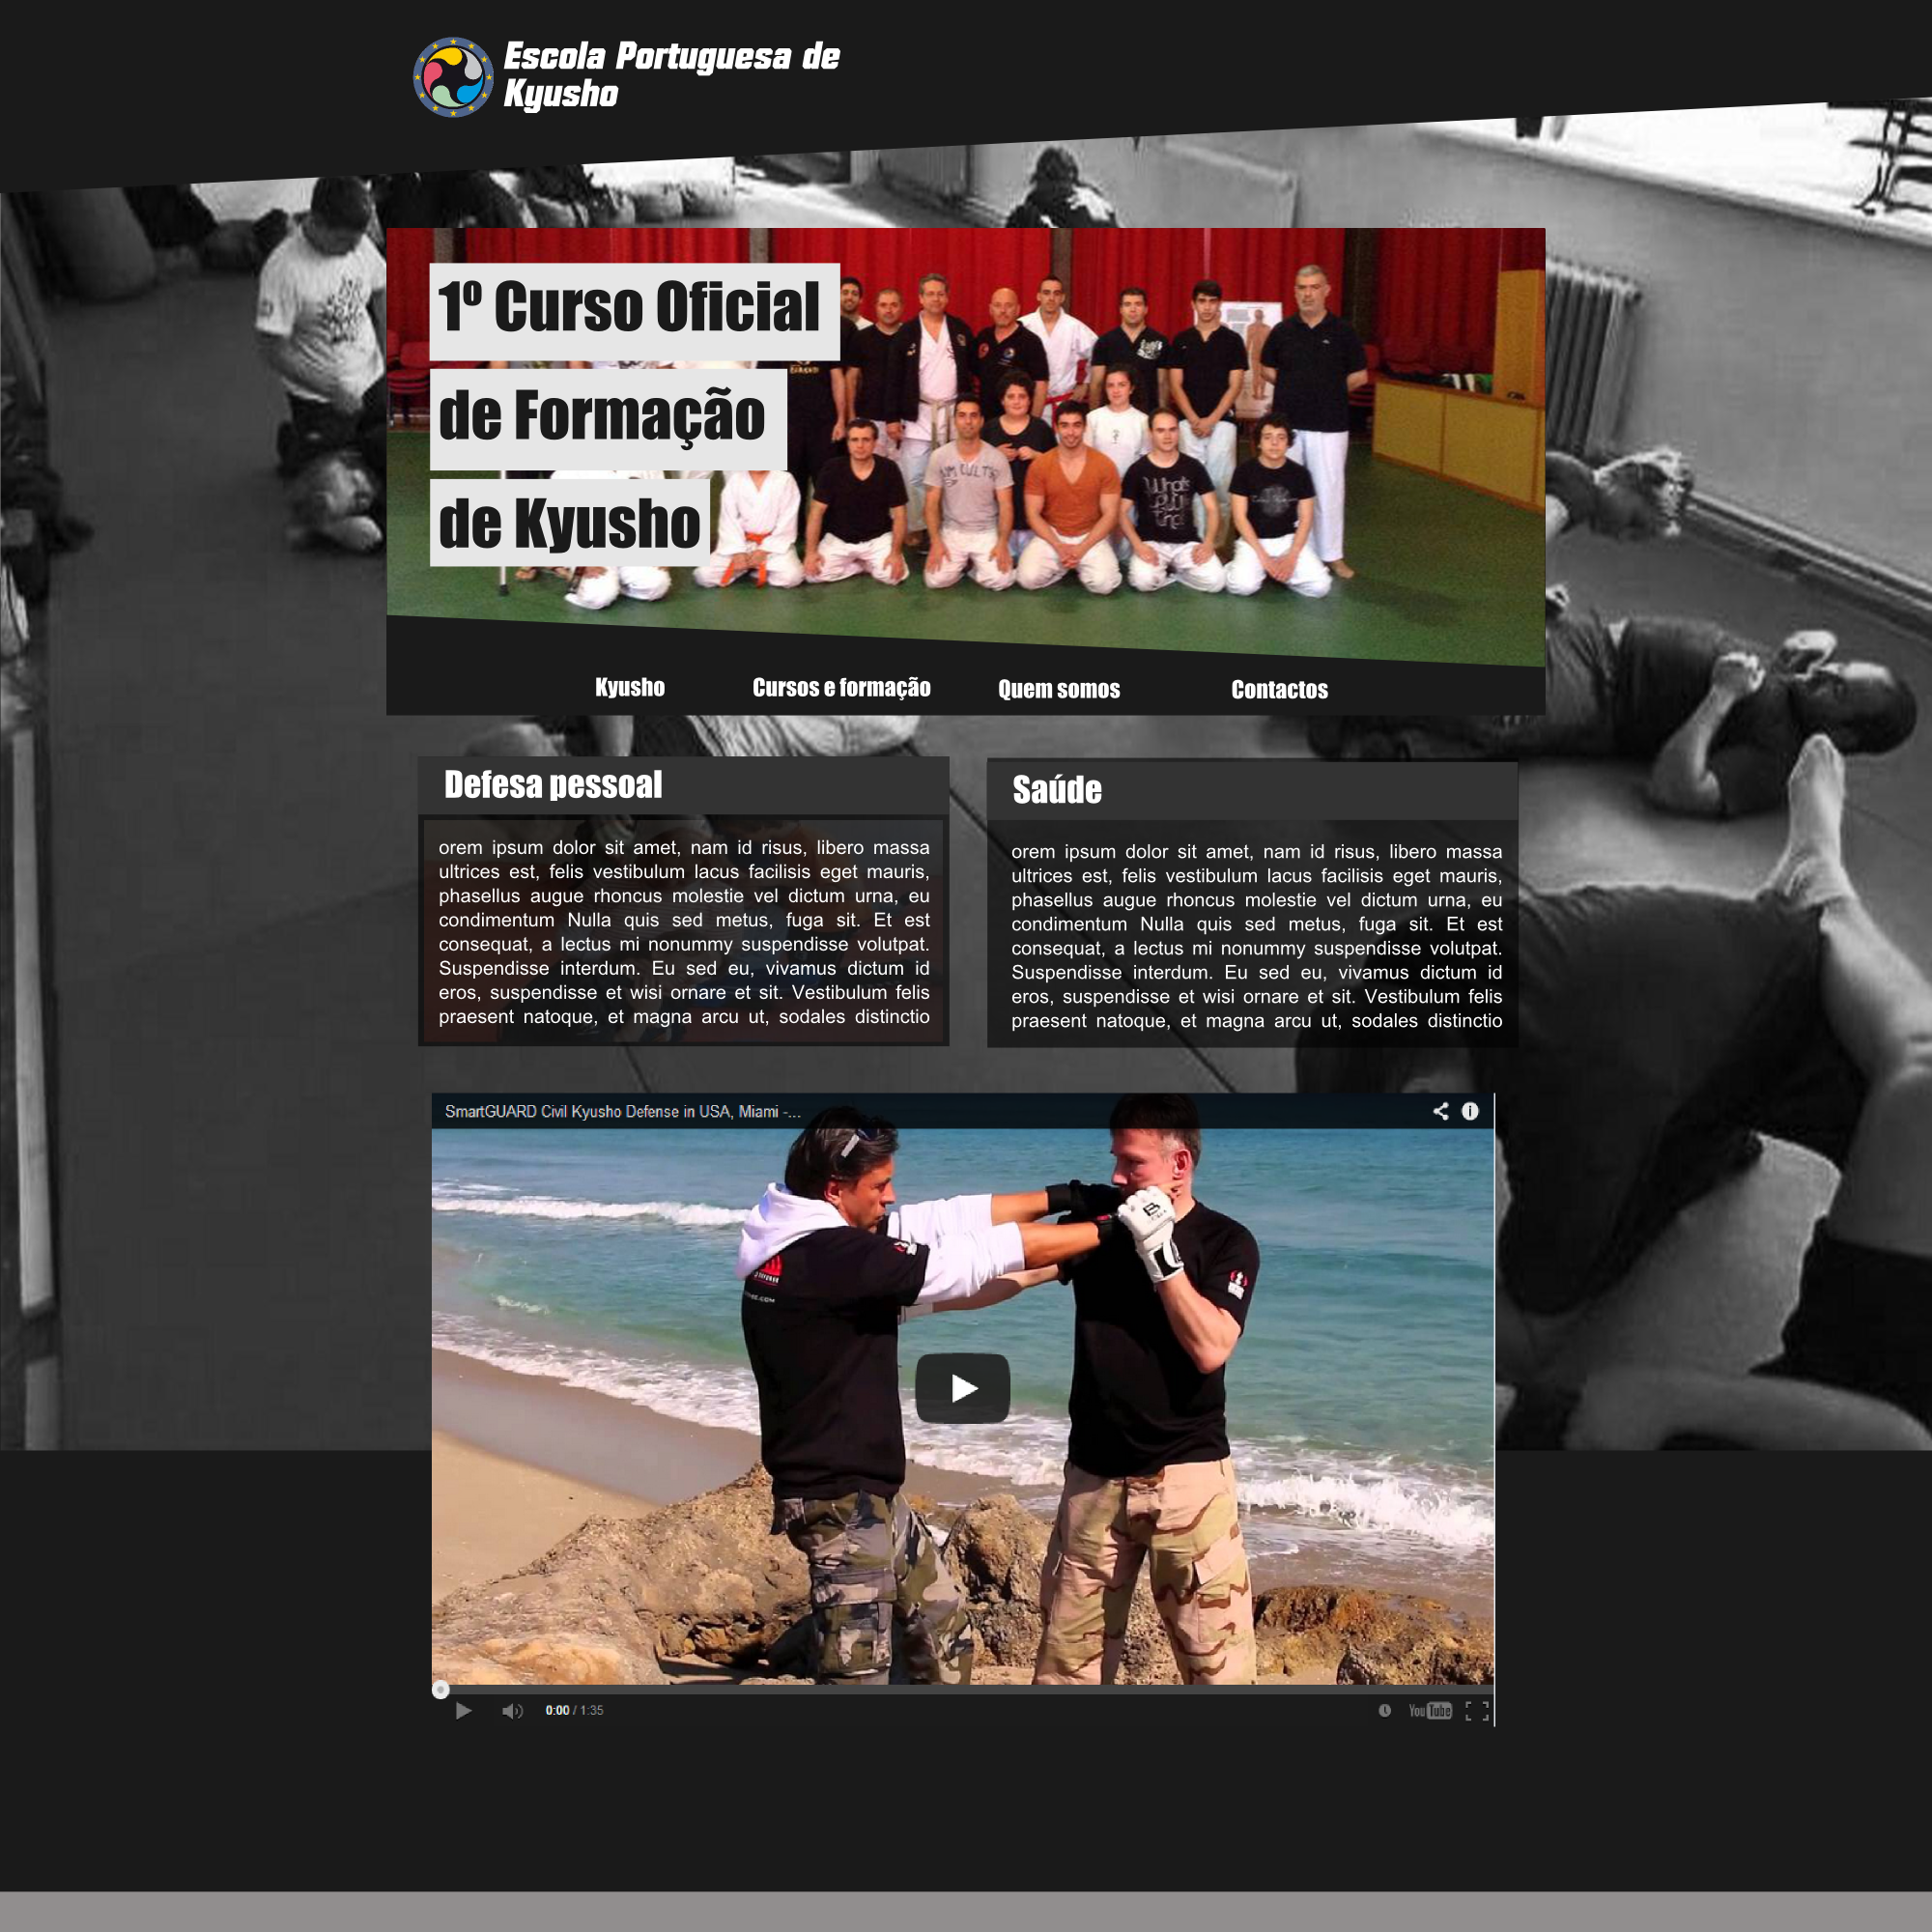 Escola Portuguesa de
Kyusho
1º Curso Oficial
de Formação
de Kyusho
Kyusho
Cursos e formação
Quem somos
Contactos
Defesa pessoal
orem ipsum dolor sit amet, nam id risus, libero massa
ultrices est, felis vestibulum lacus facilisis eget mauris,
phasellus augue rhoncus molestie vel dictum urna, eu
condimentum Nulla quis sed metus, fuga sit. Et est
consequat, a lectus mi nonummy suspendisse volutpat.
Suspendisse interdum. Eu sed eu, vivamus dictum id
eros, suspendisse et wisi ornare et sit. Vestibulum felis
praesent natoque, et magna arcu ut, sodales distinctio
Saúde
orem ipsum dolor sit amet, nam id risus, libero massa
ultrices est, felis vestibulum lacus facilisis eget mauris,
phasellus augue rhoncus molestie vel dictum urna, eu
condimentum Nulla quis sed metus, fuga sit. Et est
consequat, a lectus mi nonummy suspendisse volutpat.
Suspendisse interdum. Eu sed eu, vivamus dictum id
eros, suspendisse et wisi ornare et sit. Vestibulum felis
praesent natoque, et magna arcu ut, sodales distinctio
SmartGUARD Civil Kyusho Defense in USA, Miami -...
0:00 / 1:35
YouTube